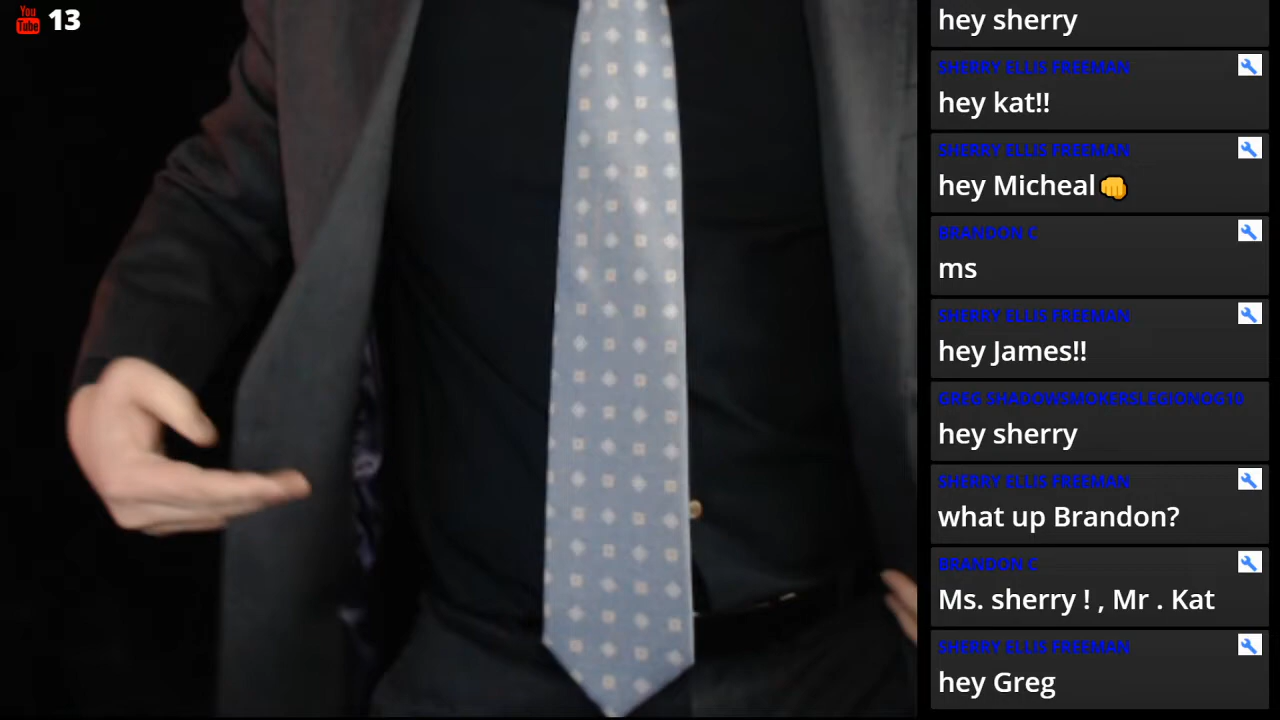 You
Tube 13
hey sherry
SHERRY ELLIS FREEMAN
hey kat!!
SHERRY ELLIS FREEMAN
hey Micheal
BRANDON C
ms
SHERRY ELLIS FREEMAN
hey James!!
GREG SHADOWSMOKERSLEGIONOG10
hey sherry
SHERRY ELLIS FREEMAN
what up Brandon?
BRANDON C
Ms. sherry ! , Mr . Kat
SHERRY ELLIS FREEMAN
hey Greg